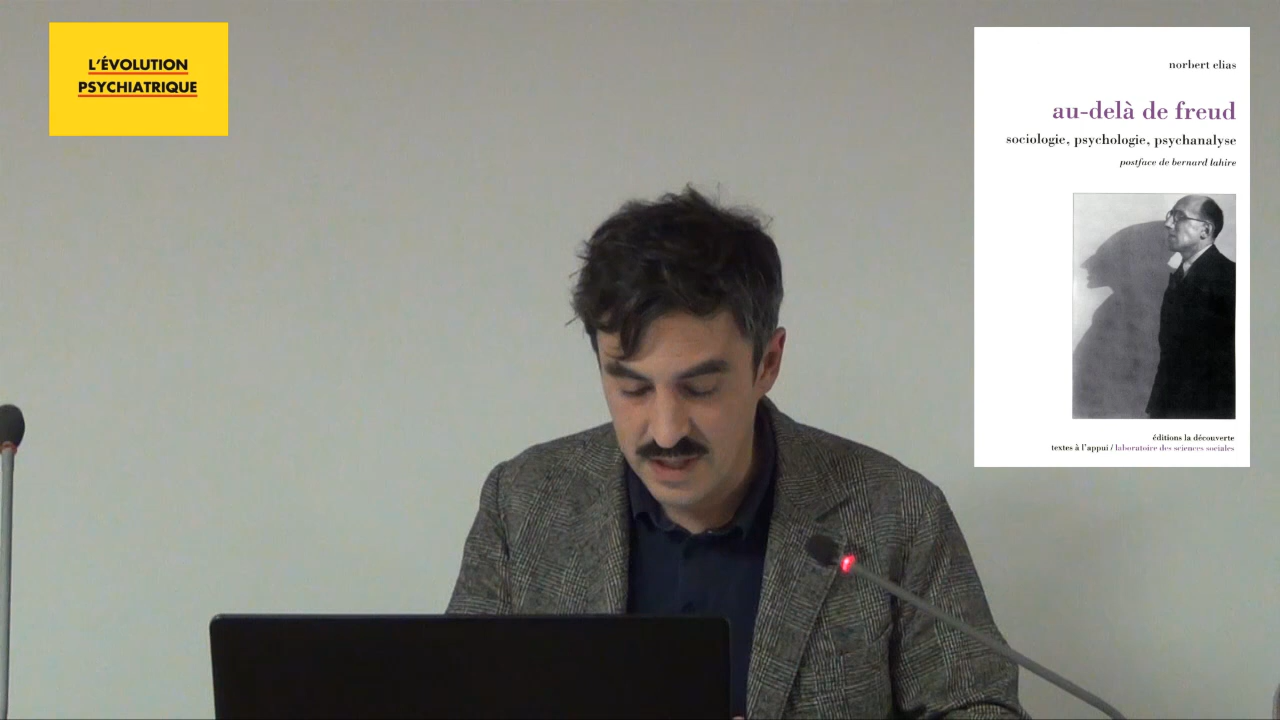 L'ÉVOLUTION
PSYCHIATRIQUE
norbert elias
au-delà de freud
sociologie, psychologie, psychanalyse
postface de bernard lahire
éditions la découverte
textes à l'appui / laboratoire des sciences sociales